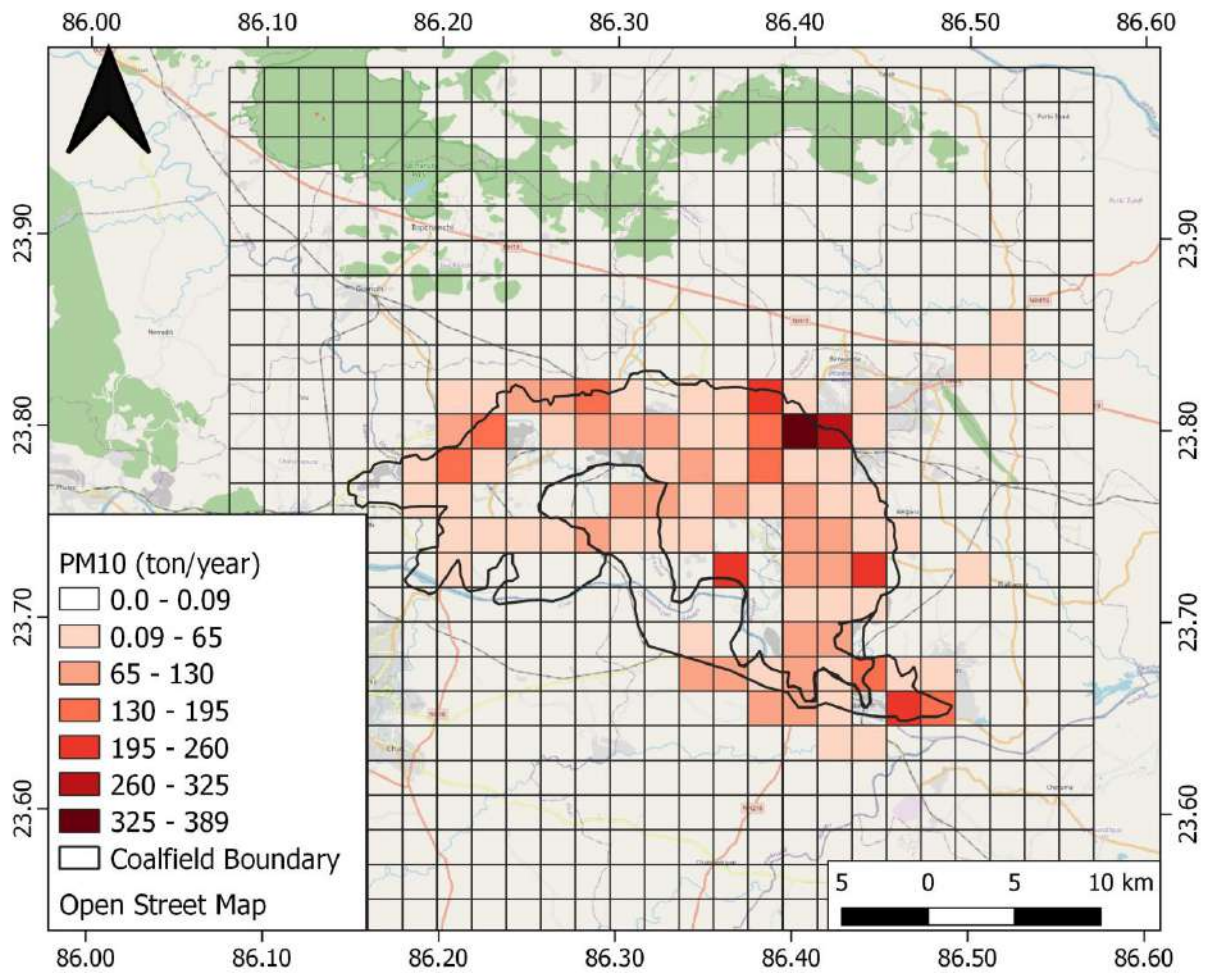 86.00 86.10 86.20 86.30 86.40 86.50 86.60
23.90 23.90
Topchanchi
23.80 23.80
23.70 23.70
23.60 23.60
PM10 (ton/year)
0.0 - 0.09
0.09 - 65
65 - 130
130 - 195
195 - 260
260 - 325
325 - 389
Coalfield Boundary
Open Street Map
5 0 5 10 km
86.00 86.10 86.20 86.30 86.40 86.50 86.60